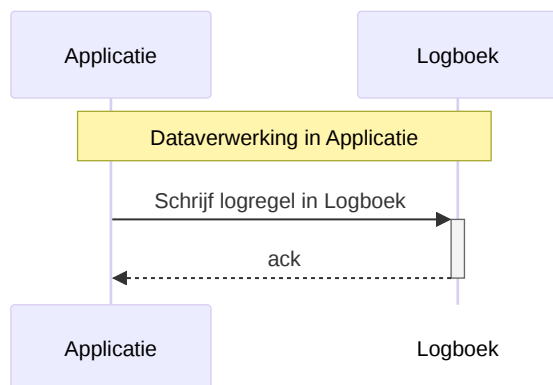 Applicatie
Logboek
Dataverwerking in Applicatie
Schrijf logregel in Logboek
ack
Applicatie
Logboek